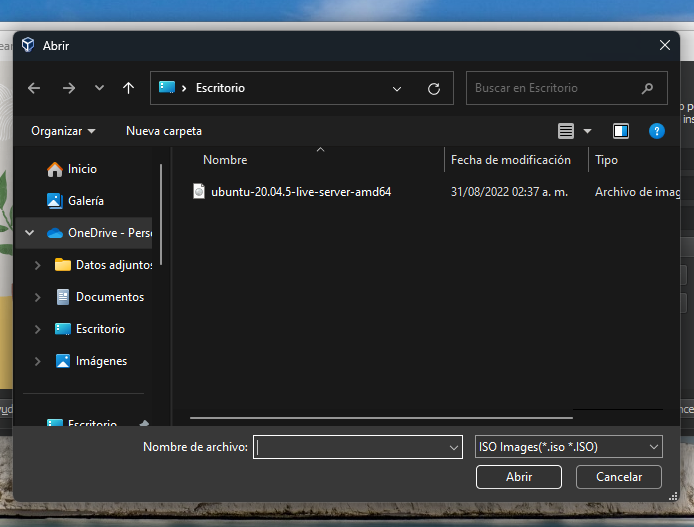 Abrir
Escritorio
Buscar en Escritorio
Organizar
Nueva carpeta
Inicio
Galería
OneDrive - Perso
Datos adjuntos
Documentos
Escritorio
Imágenes
Escritorio
Nombre
Fecha de modificación
Tipo
ubuntu-20.04.5-live-server-amd64
31/08/2022 02:37 a. m.
Archivo de imag
Nombre de archivo:
ISO Images(*.iso *.ISO)
Abrir
Cancelar